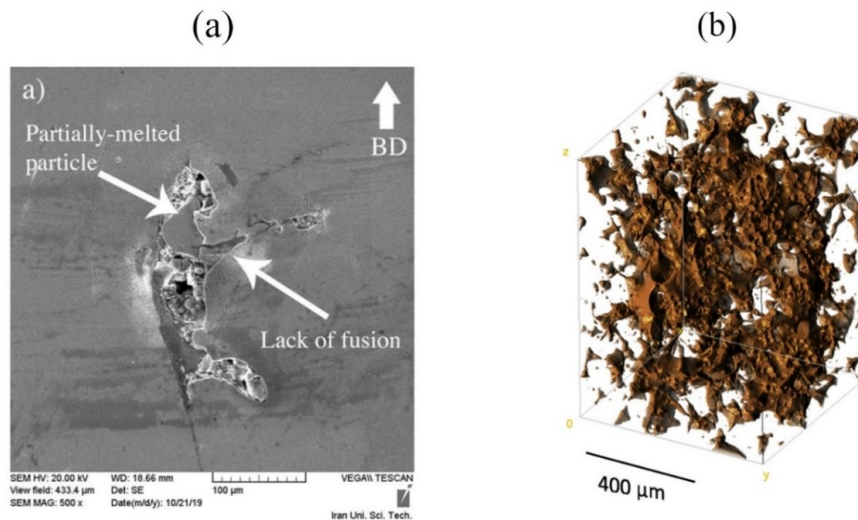 (a)
(b)
a)
BD
Partially-melted
particle
Lack of fusion
SEM HV: 20.00 kV WD: 18.66 mm VEGA\\ TESCAN
View field: 433.4 µm Det: SE 100 µm
SEM MAG: 500 x Date(m/d/y): 10/21/19
Iran Uni. Sci. Tech.
z
0
y
400 µm